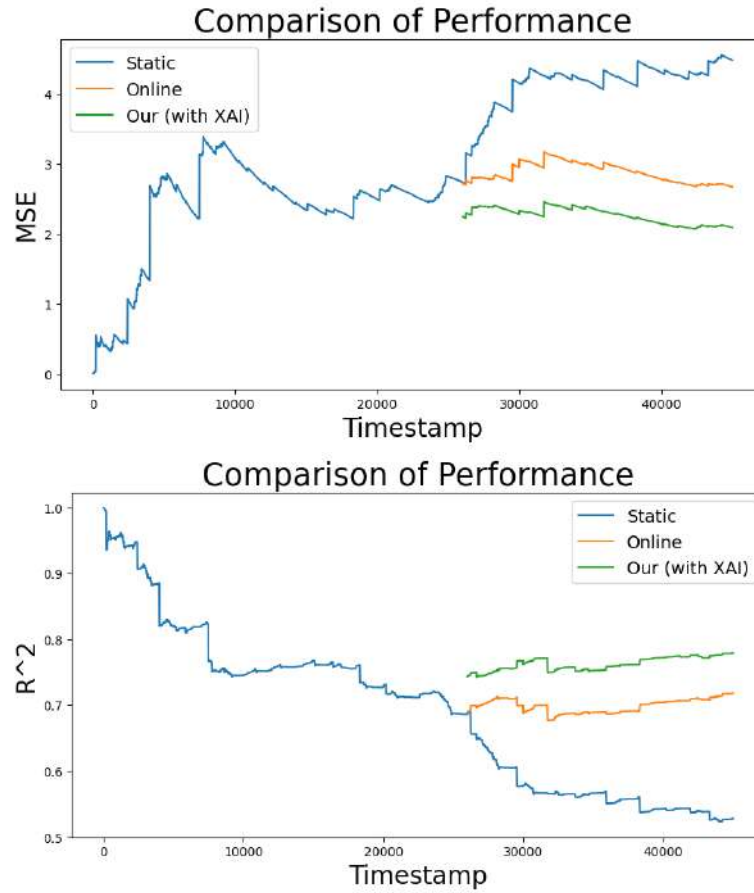 Comparison of Performance
Static
Online
Our (with XAI)
MSE
4
3
2
1
0
0 10000 20000 30000 40000
Timestamp
Comparison of Performance
Static
Online
Our (with XAI)
R^2
1.0
0.9
0.8
0.7
0.6
0.5
0 10000 20000 30000 40000
Timestamp